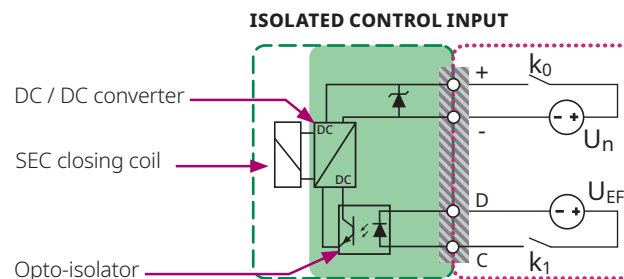 ISOLATED CONTROL INPUT
+ k0
DC / DC converter
DC
- Un
SEC closing coil
DC
D UEF
Opto-isolator
C k1